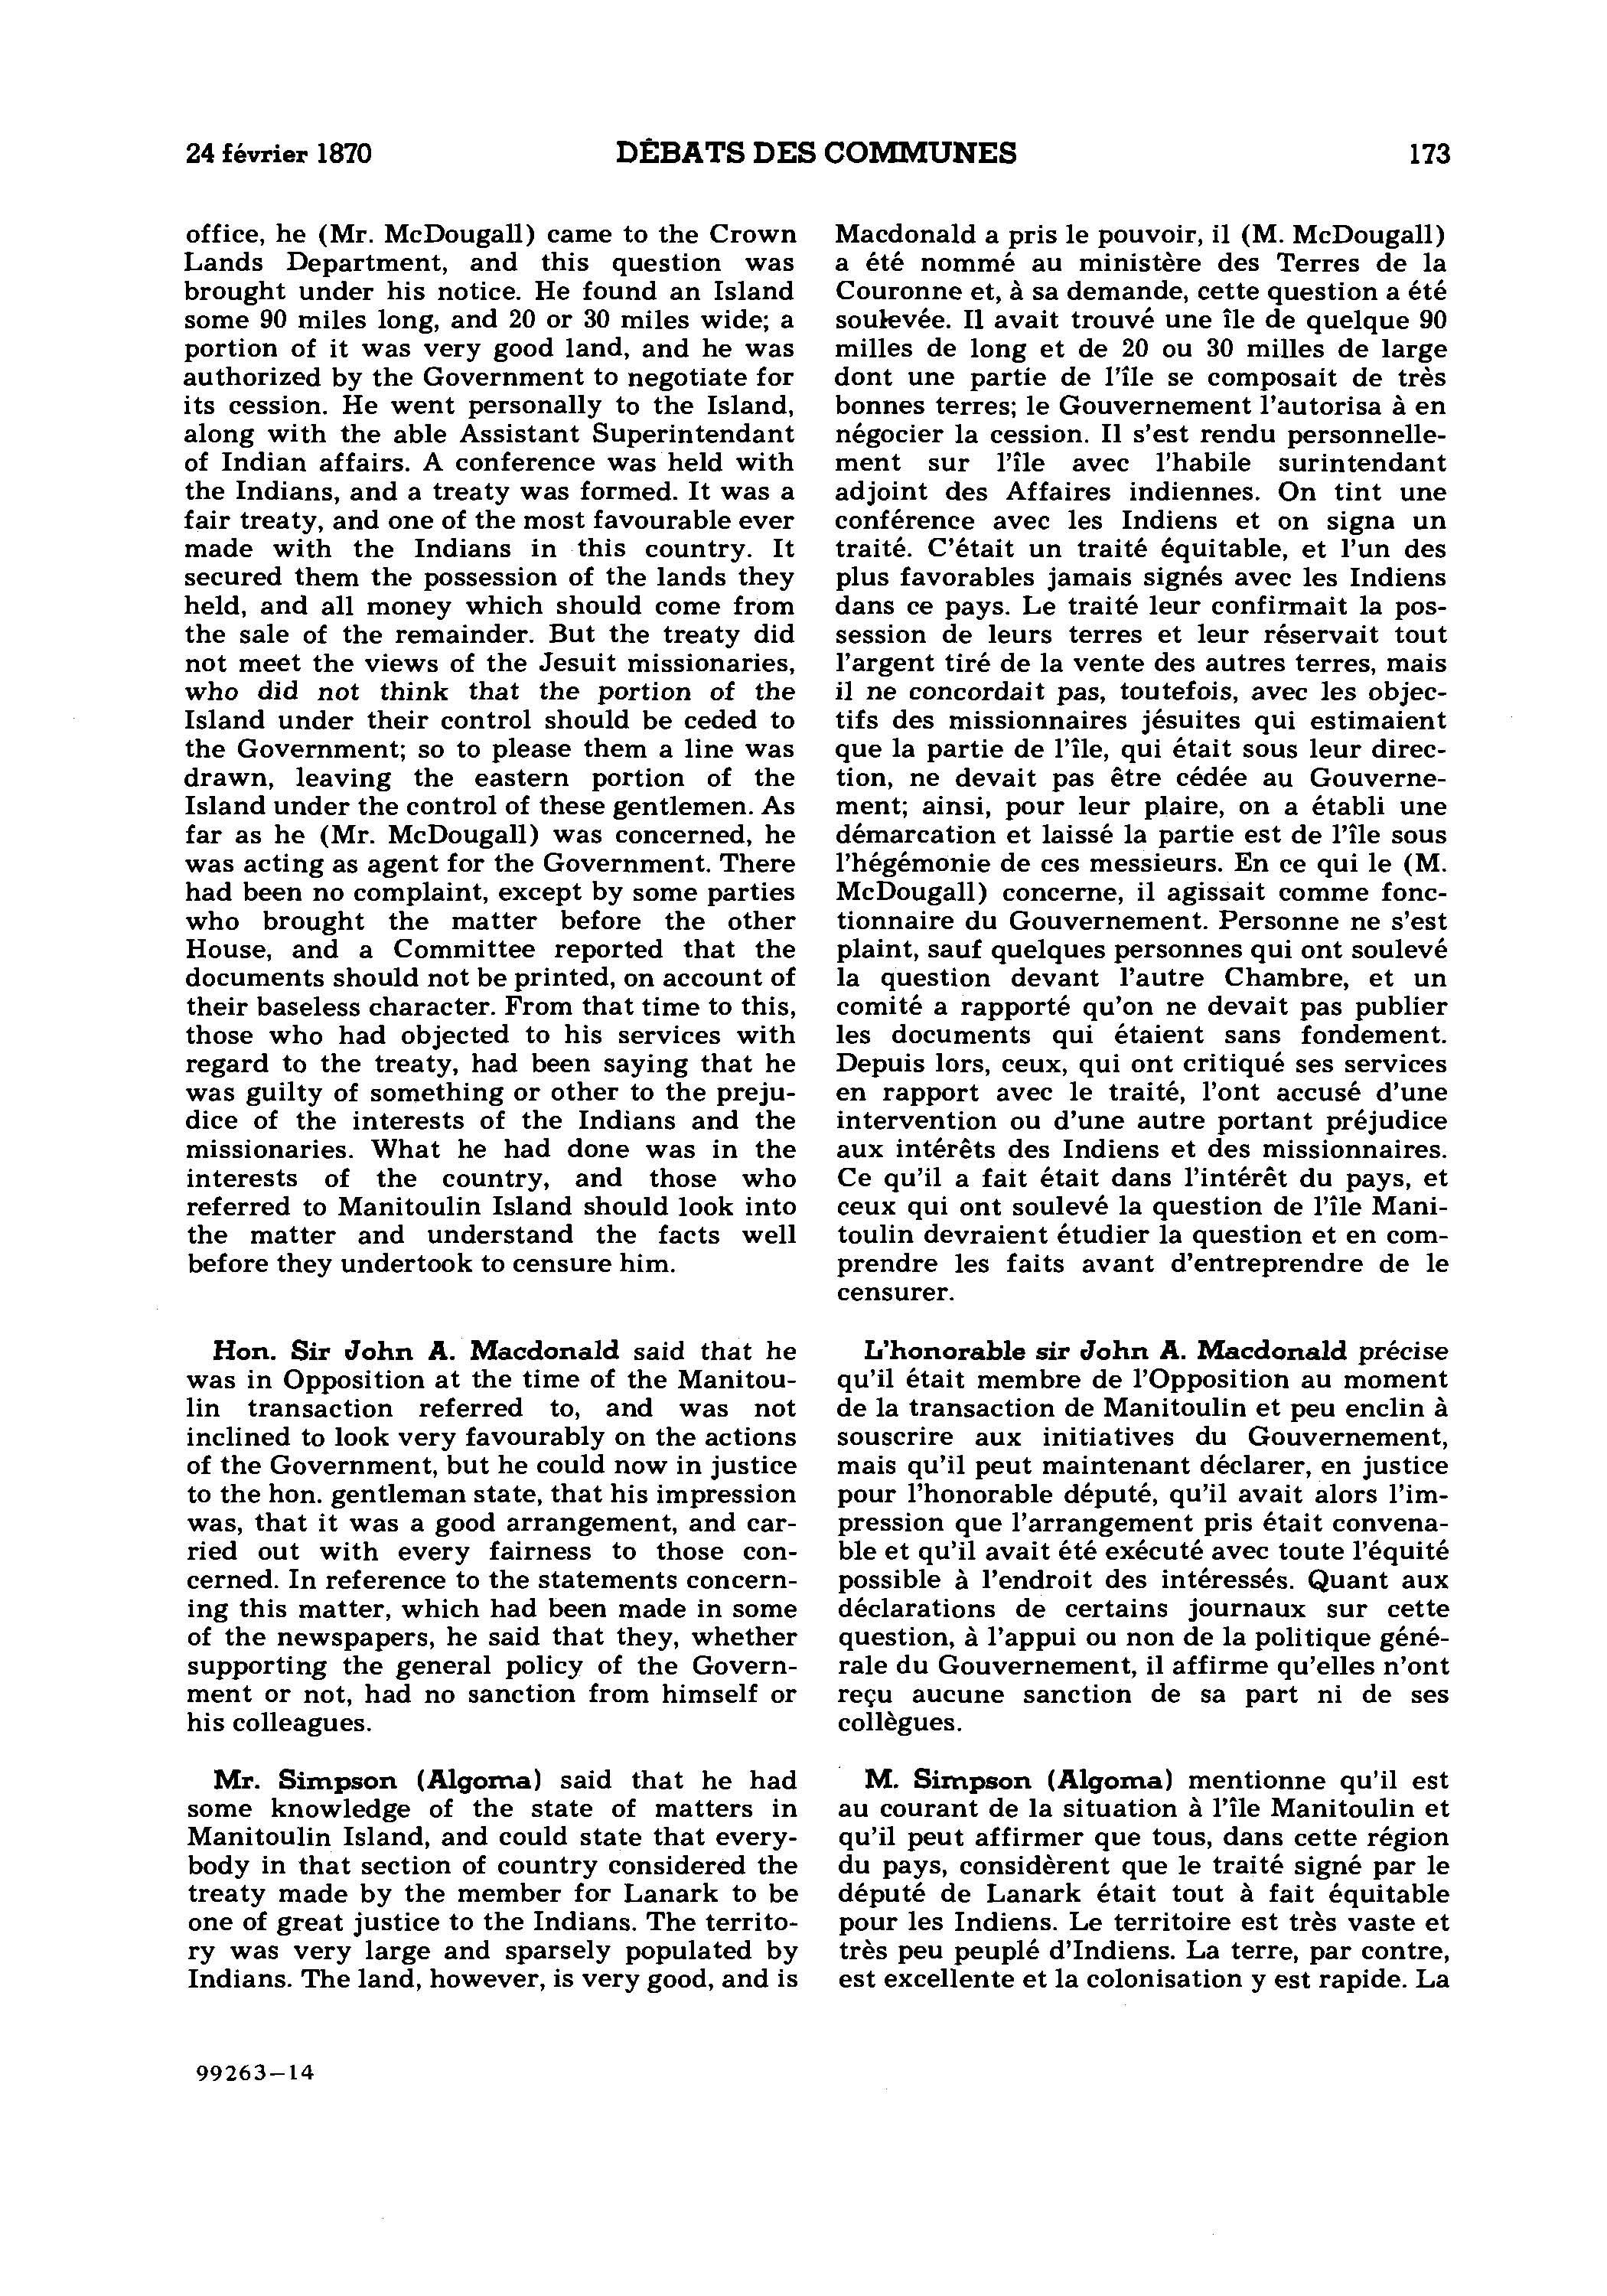 24 février 1870
DÉBATS DES COMMUNES
173
office, he (Mr. McDougall) came to the Crown
Lands Department, and this question was
brought under his notice. He found an Island
some 90 miles long, and 20 or 30 miles wide; a
portion of it was very good land, and he was
authorized by the Government to negotiate for
its cession. He went personally to the Island,
along with the able Assistant Superintendant
of Indian affairs. A conference was held with
the Indians, and a treaty was formed. It was a
fair treaty, and one of the most favourable ever
made with the Indians in this country. It
secured them the possession of the lands they
held, and all money which should come from
the sale of the remainder. But the treaty did
not meet the views of the Jesuit missionaries,
who did not think that the portion of the
Island under their control should be ceded to
the Government; so to please them a line was
drawn, leaving the eastern portion of the
Island under the control of these gentlemen. As
far as he (Mr. McDougall) was concerned, he
was acting as agent for the Government. There
had been no complaint, except by some parties
who brought the matter before the other
House, and a Committee reported that the
documents should not be printed, on account of
their baseless character. From that time to this,
those who had objected to his services with
regard to the treaty, had been saying that he
was guilty of something or other to the preju-
dice of the interests of the Indians and the
missionaries. What he had done was in the
interests of the country, and those who
referred to Manitoulin Island should look into
the matter and understand the facts well
before they undertook to censure him.
Hon. Sir John A. Macdonald said that he
was in Opposition at the time of the Manitou-
lin transaction referred to, and was not
inclined to look very favourably on the actions
of the Government, but he could now in justice
to the hon. gentleman state, that his impression
was, that it was a good arrangement, and car-
ried out with every fairness to those con-
cerned. In reference to the statements concern-
ing this matter, which had been made in some
of the newspapers, he said that they, whether
supporting the general policy of the Govern-
ment or not, had no sanction from himself or
his colleagues.
Mr. Simpson (Algoma) said that he had
some knowledge of the state of matters in
Manitoulin Island, and could state that every-
body in that section of country considered the
treaty made by the member for Lanark to be
one of great justice to the Indians. The territo-
ry was very large and sparsely populated by
Indians. The land, however, is very good, and is
Macdonald a pris le pouvoir, il (M. McDougall)
a été nommé au ministère des Terres de la
Couronne et, à sa demande, cette question a été
soulevée. Il avait trouvé une île de quelque 90
milles de long et de 20 ou 30 milles de large
dont une partie de l'île se composait de très
bonnes terres; le Gouvernement l'autorisa à en
négocier la cession. Il s'est rendu personnelle-
ment sur l'île avec l'habile surintendant
adjoint des Affaires indiennes. On tint une
conférence avec les Indiens et on signa un
traité. C'était un traité équitable, et l'un des
plus favorables jamais signés avec les Indiens
dans ce pays. Le traité leur confirmait la pos-
session de leurs terres et leur réservait tout
l'argent tiré de la vente des autres terres, mais
il ne concordait pas, toutefois, avec les objec-
tifs des missionnaires jésuites qui estimaient
que la partie de l'île, qui était sous leur direc-
tion, ne devait pas être cédée au Gouverne-
ment; ainsi, pour leur plaire, on a établi une
démarcation et laissé la partie est de l'île sous
l'hégémonie de ces messieurs. En ce qui le (M.
McDougall) concerne, il agissait comme fonc-
tionnaire du Gouvernement. Personne ne s'est
plaint, sauf quelques personnes qui ont soulevé
la question devant l'autre Chambre, et un
comité a rapporté qu'on ne devait pas publier
les documents qui étaient sans fondement.
Depuis lors, ceux, qui ont critiqué ses services
en rapport avec le traité, l'ont accusé d'une
intervention ou d'une autre portant préjudice
aux intérêts des Indiens et des missionnaires.
Ce qu'il a fait était dans l'intérêt du pays, et
ceux qui ont soulevé la question de l'île Mani-
toulin devraient étudier la question et en com-
prendre les faits avant d'entreprendre de le
censurer.
L'honorable sir John A. Macdonald précise
qu'il était membre de l'Opposition au moment
de la transaction de Manitoulin et peu enclin à
souscrire aux initiatives du Gouvernement,
mais qu'il peut maintenant déclarer, en justice
pour l'honorable député, qu'il avait alors l'im-
pression que l'arrangement pris était convena-
ble et qu'il avait été exécuté avec toute l'équité
possible à l'endroit des intéressés. Quant aux
déclarations de certains journaux sur cette
question, à l'appui ou non de la politique géné-
rale du Gouvernement, il affirme qu'elles n'ont
reçu aucune sanction de sa part ni de ses
collègues.
M. Simpson (Algoma) mentionne qu'il est
au courant de la situation à l'île Manitoulin et
qu'il peut affirmer que tous, dans cette région
du pays, considèrent que le traité signé par le
député de Lanark était tout à fait équitable
pour les Indiens. Le territoire est très vaste et
très peu peuplé d'Indiens. La terre, par contre,
est excellente et la colonisation y est rapide. La
99263—14